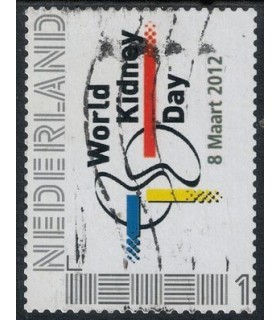 NEDERLAND
World
Kidney
Day
8 Maart 2012
1